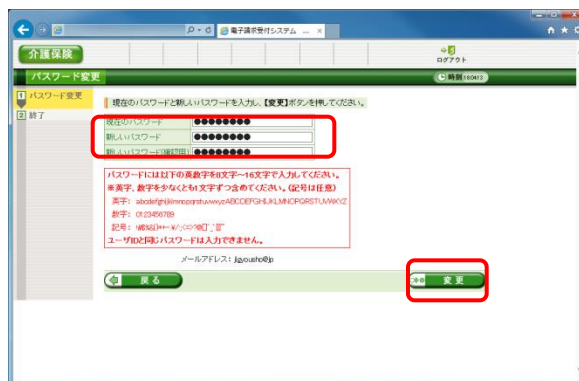 電子請求受付システム ...
介護保険
ログアウト
パスワード変更
1 パスワード変更
2 終了
現在のパスワードと新しいパスワードを入力し、【変更】ボタンを押してください。
現在のパスワード ●●●●●●●●
新しいパスワード ●●●●●●●●
新しいパスワード(確認用) ●●●●●●●●
パスワードには以下の英数字を8文字～16文字で入力してください。
※英字、数字を少なくとも1文字ずつ含めてください。(記号は任意)
英字: abcdefghijklmnopqrstuvwxyzABCDEFGHIJKLMNOPQRSTUVWXYZ
数字: 0123456789
記号:
ユーザIDと同じパスワードは入力できません。
メールアドレス: jigyousho@jp
戻る
変更